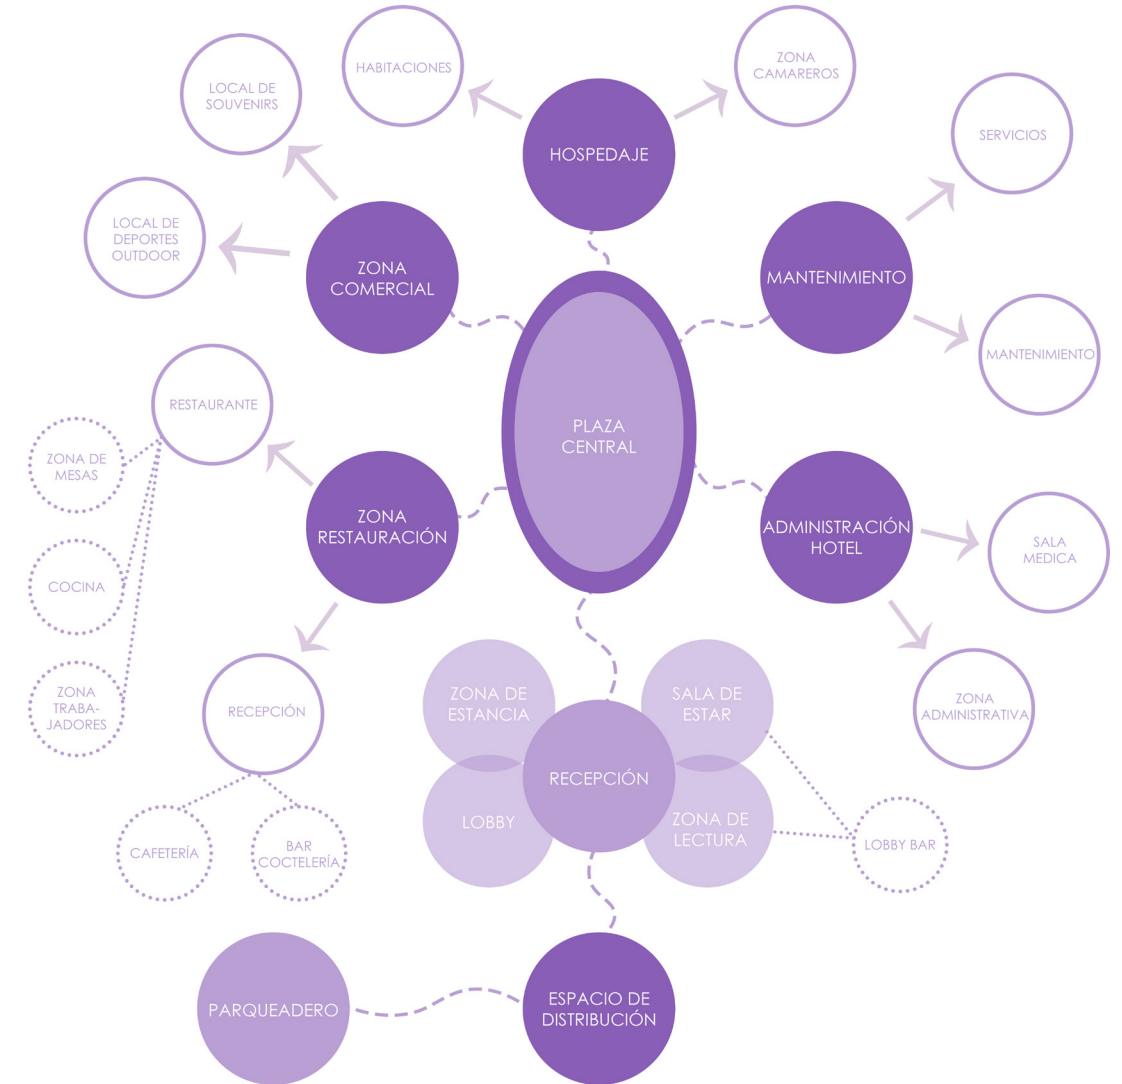 HABITACIONES
ZONA
CAMAREROS
LOCAL DE
SOUVENIRS
HOSPEDAJE
SERVICIOS
LOCAL DE
DEPORTES
OUTDOOR
ZONA
COMERCIAL
MANTENIMIENTO
MANTENIMIENTO
RESTAURANTE
PLAZA
CENTRAL
ZONA DE
MESAS
ZONA
RESTAURACIÓN
ADMINISTRACIÓN
HOTEL
SALA
MEDICA
COCINA
ZONA
TRABA-
JADORES
RECEPCIÓN
ZONA DE
ESTANCIA
SALA DE
ESTAR
ZONA
ADMINISTRATIVA
RECEPCIÓN
LOBBY
ZONA DE
LECTURA
CAFETERÍA
BAR
COCTELERÍA
LOBBY BAR
PARQUEADERO
ESPACIO DE
DISTRIBUCIÓN